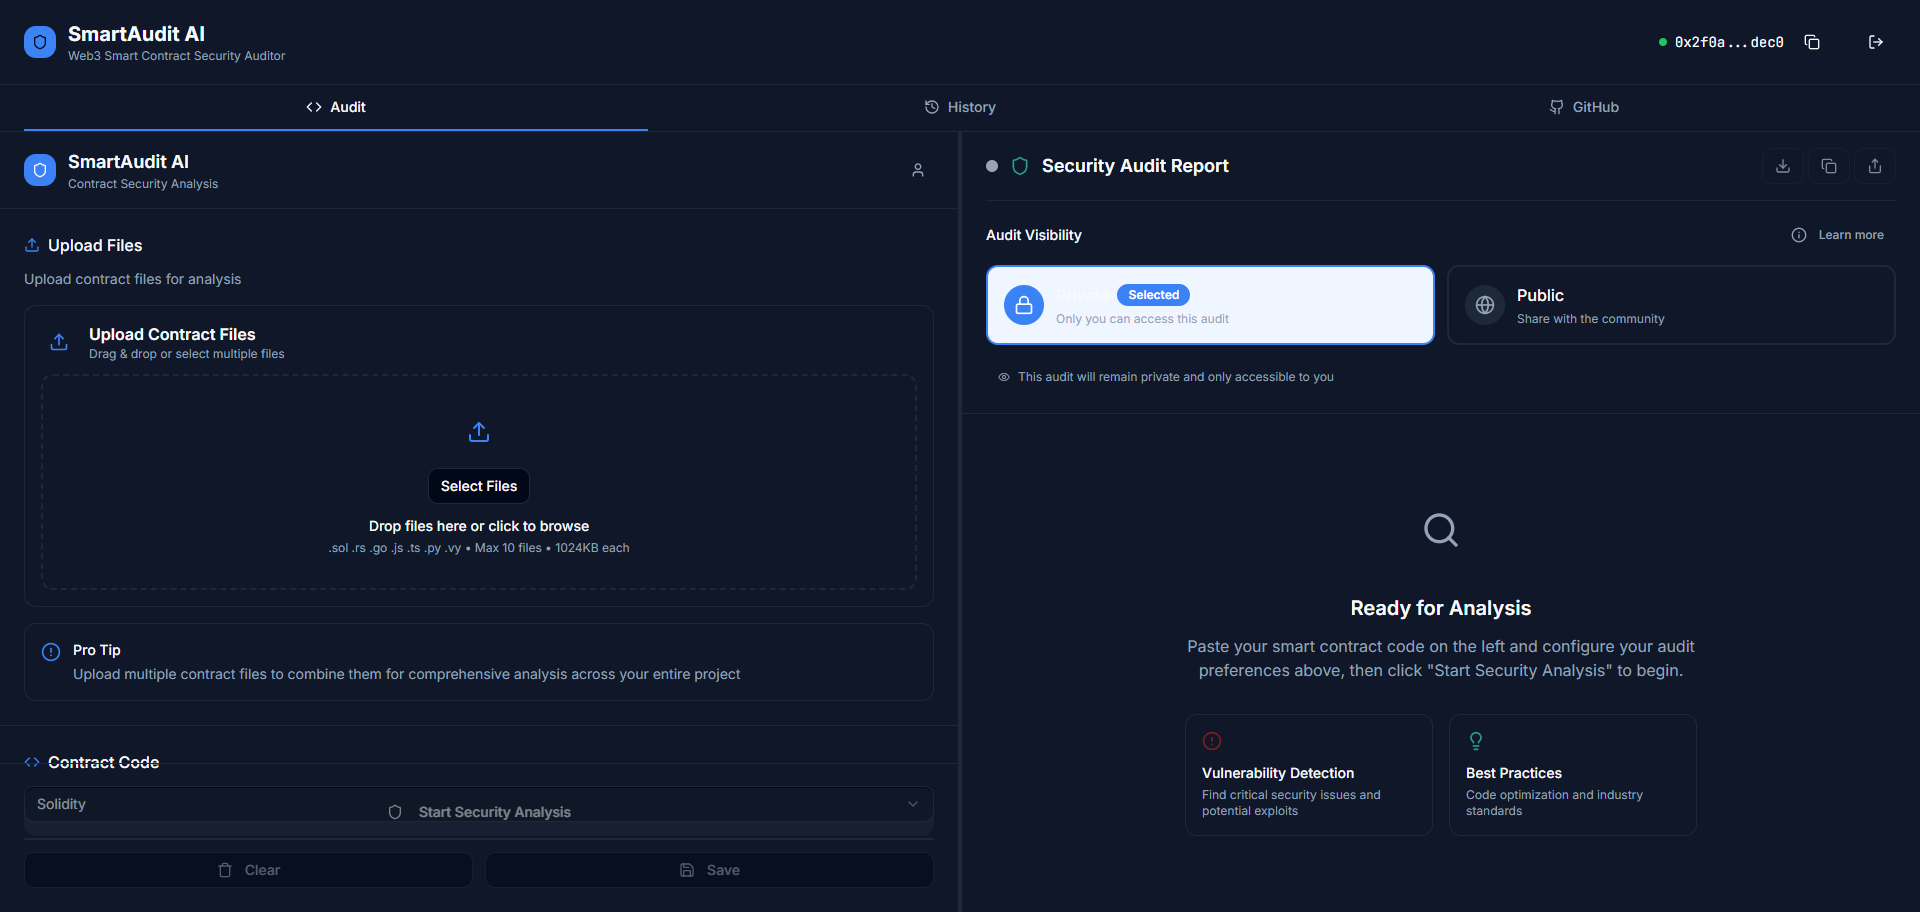 SmartAudit AI
Web3 Smart Contract Security Auditor
0x2f0a...dec0
Audit
History
GitHub
SmartAudit AI
Contract Security Analysis
Upload Files
Upload contract files for analysis
Upload Contract Files
Drag & drop or select multiple files
Select Files
Drop files here or click to browse
.sol .rs .go .js .ts .py .vy • Max 10 files • 1024KB each
Pro Tip
Upload multiple contract files to combine them for comprehensive analysis across your entire project
Contract Code
Solidity
Start Security Analysis
Clear
Save
Security Audit Report
Audit Visibility
Learn more
Private
Selected
Only you can access this audit
Public
Share with the community
This audit will remain private and only accessible to you
Ready for Analysis
Paste your smart contract code on the left and configure your audit
preferences above, then click "Start Security Analysis" to begin.
Vulnerability Detection
Find critical security issues and
potential exploits
Best Practices
Code optimization and industry
standards